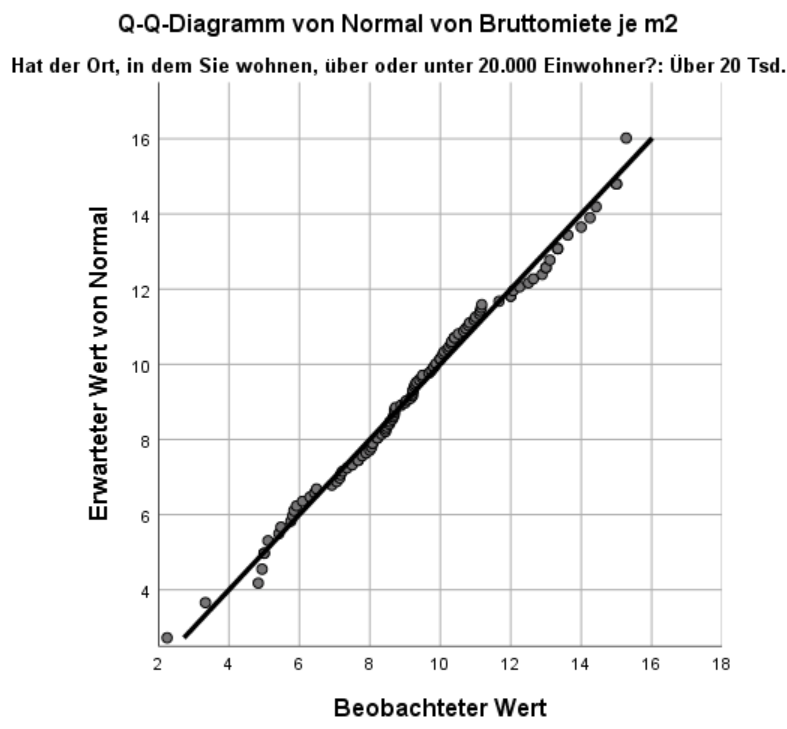 Q-Q-Diagramm von Normal von Bruttomiete je m2
Hat der Ort, in dem Sie wohnen, über oder unter 20.000 Einwohner?: Über 20 Tsd.
Erwarteter Wert von Normal
16
14
12
10
8
6
4
2 4 6 8 10 12 14 16 18
Beobachteter Wert